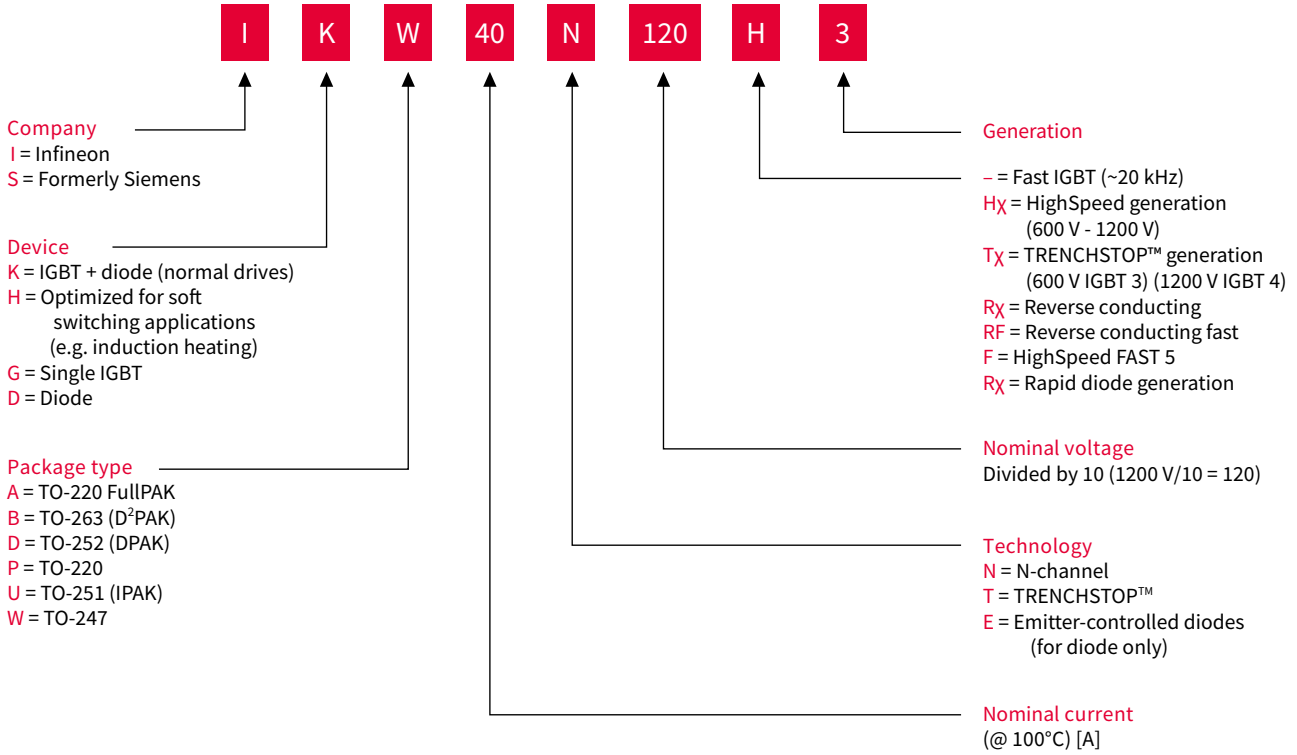 I K W 40 N 120 H 3
Company
I = Infineon
S = Formerly Siemens
Device
K = IGBT + diode (normal drives)
H = Optimized for soft
switching applications
(e.g. induction heating)
G = Single IGBT
D = Diode
Package type
A = TO-220 FullPAK
B = TO-263 (D²PAK)
D = TO-252 (DPAK)
P = TO-220
U = TO-251 (IPAK)
W = TO-247
Generation
– = Fast IGBT (~20 kHz)
Hχ = HighSpeed generation
(600 V - 1200 V)
Tχ = TRENCHSTOP™ generation
(600 V IGBT 3) (1200 V IGBT 4)
Rχ = Reverse conducting
RF = Reverse conducting fast
F = HighSpeed FAST 5
Rχ = Rapid diode generation
Nominal voltage
Divided by 10 (1200 V/10 = 120)
Technology
N = N-channel
T = TRENCHSTOP™
E = Emitter-controlled diodes
(for diode only)
Nominal current
(@ 100°C) [A]